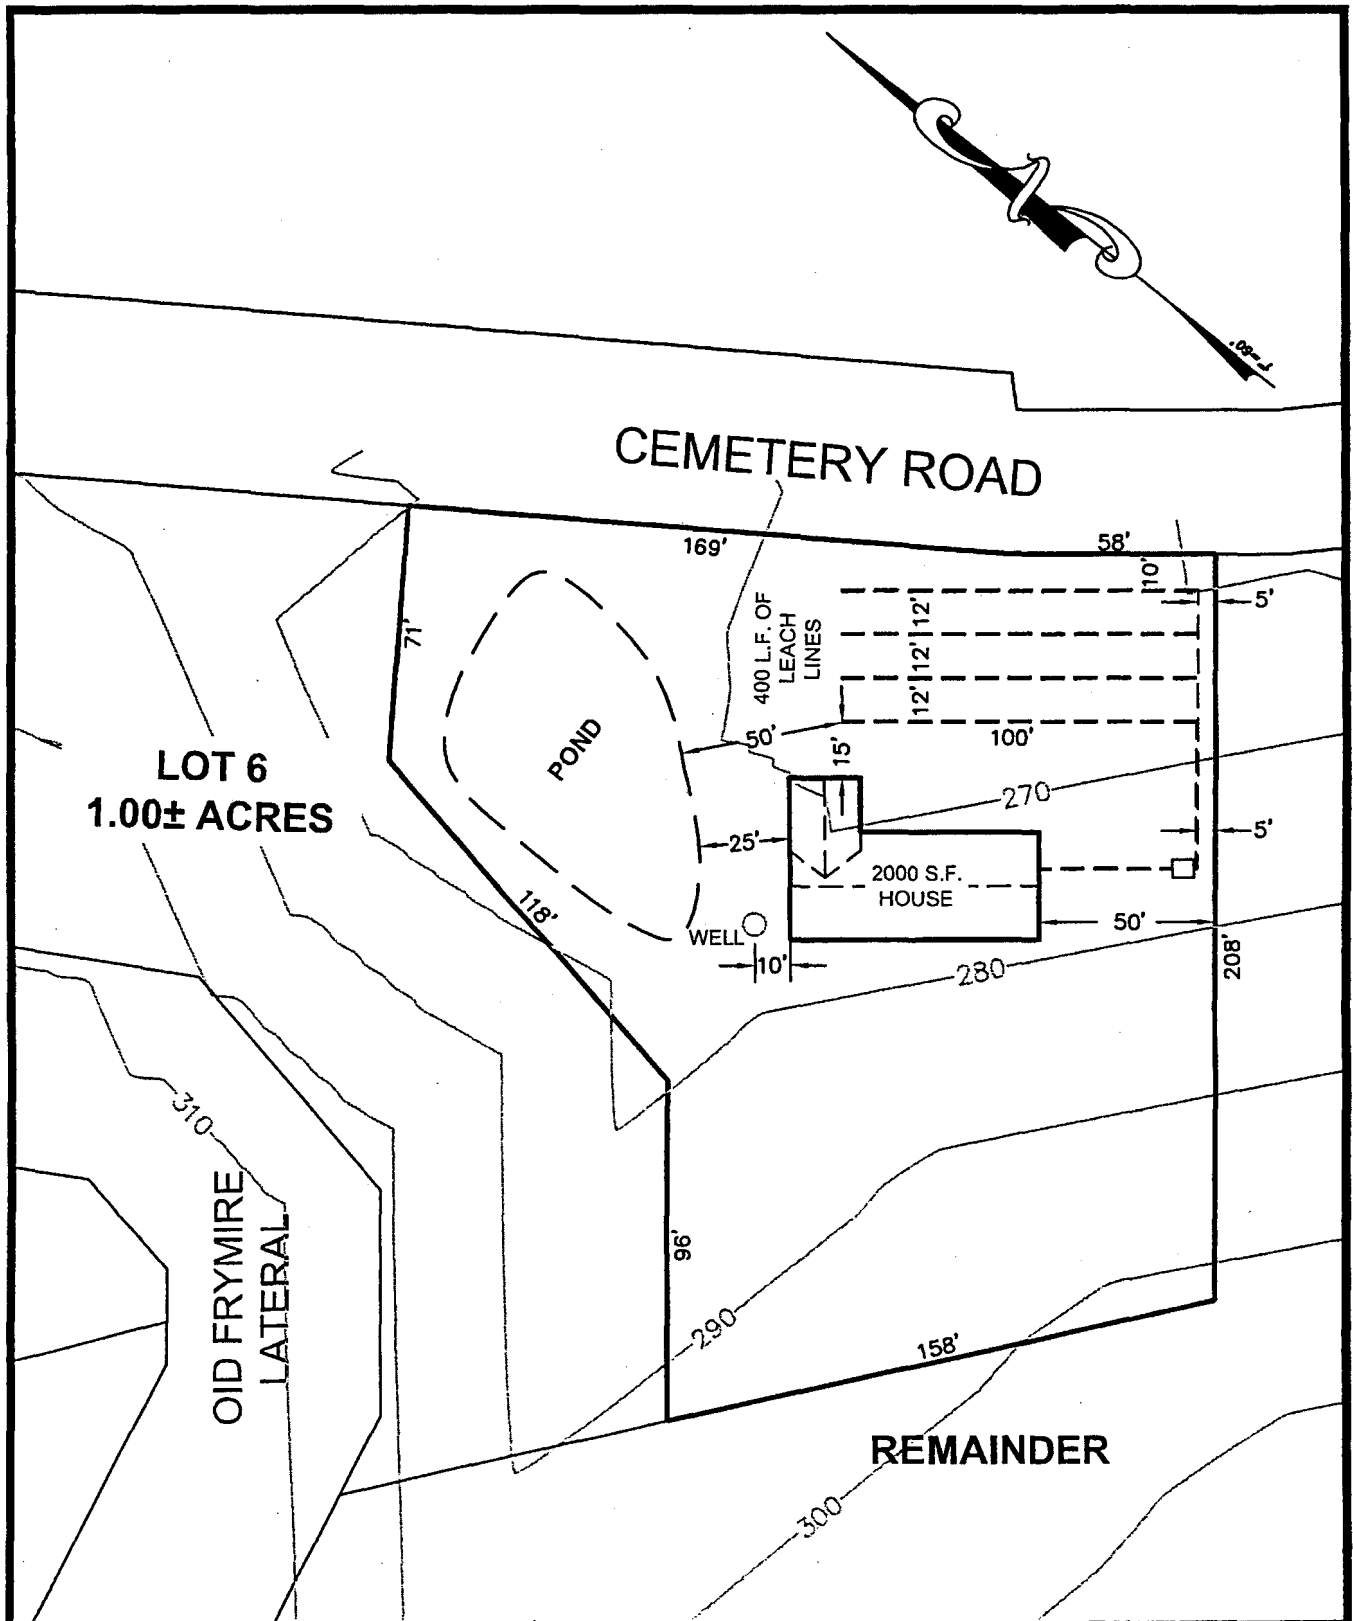 1"=60'
CEMETERY ROAD
169'
58'
10'
5'
71'
400 L.F. OF
LEACH
LINES
12'
12'
12'
POND
50'
100'
15'
LOT 6
1.00± ACRES
270
25'
5'
2000 S.F.
HOUSE
118'
WELL
50'
10'
280
208'
310
OlD FRYMIRE
LATERAL
96'
290
158'
REMAINDER
300